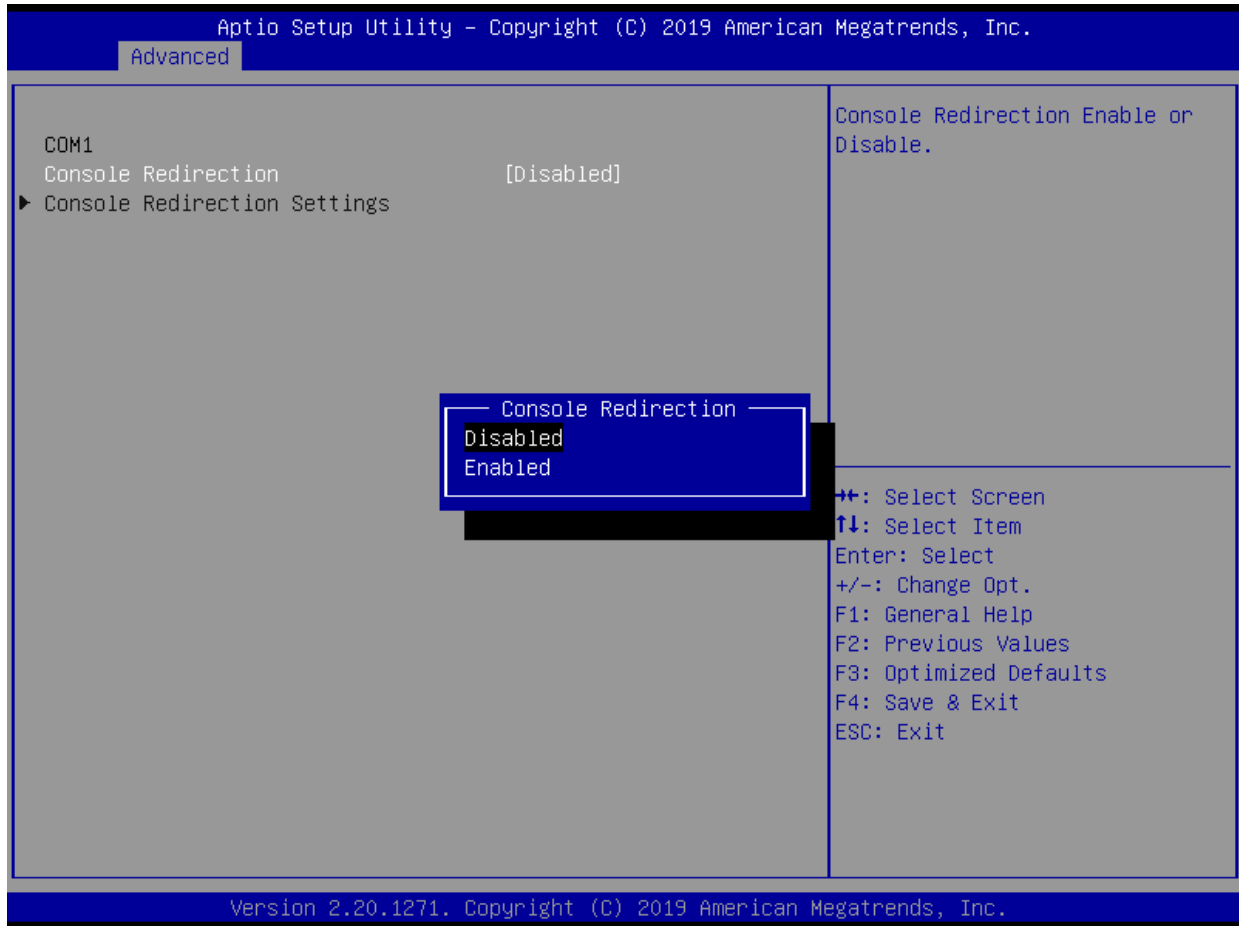 Aptio Setup Utility – Copyright (C) 2019 American Megatrends, Inc.
Advanced
COM1
Console Redirection [Disabled]
Console Redirection Settings
Console Redirection Enable or
Disable.
Console Redirection
Disabled
Enabled
→←: Select Screen
↑↓: Select Item
Enter: Select
+/-: Change Opt.
F1: General Help
F2: Previous Values
F3: Optimized Defaults
F4: Save & Exit
ESC: Exit
Version 2.20.1271. Copyright (C) 2019 American Megatrends, Inc.